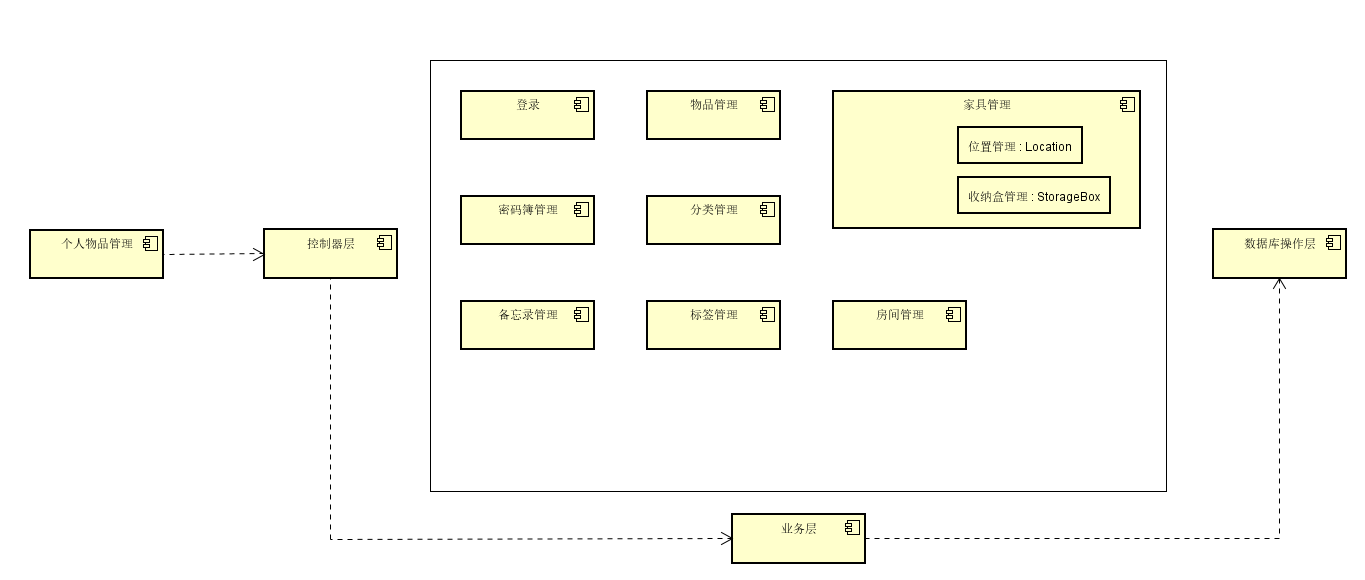 登录
物品管理
家具管理
位置管理 : Location
收纳盒管理 : StorageBox
密码簿管理
分类管理
个人物品管理
控制器层
数据库操作层
备忘录管理
标签管理
房间管理
业务层